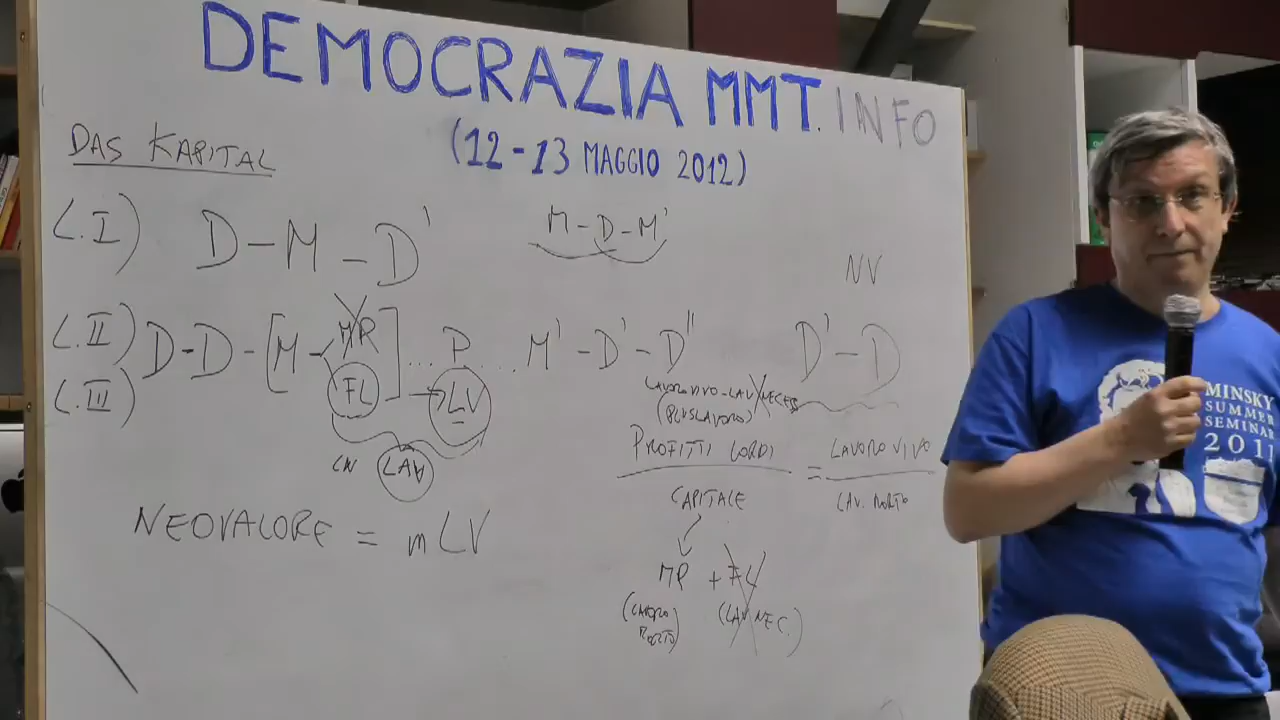 DEMOCRAZIA MMT.INFO
(12-13 MAGGIO 2012)
DAS KAPITAL
(L.I) D-M-D'
M-D-M'
NV
(L.II) D-D-[M MP ]...P... M'-D'-D'' D'-D
(L.III) FL LV
LAVORO VIVO-LAV NECESS
(PLUSLAVORO)
LAV
PROFITTI LORDI = LAVORO VIVO
CAPITALE LAV. MORTO
NEOVALORE = mLV
MP + FL
(LAVORO MORTO) (LAV NEC.)
MINSKY
SUMMER
SEMINAR
2011